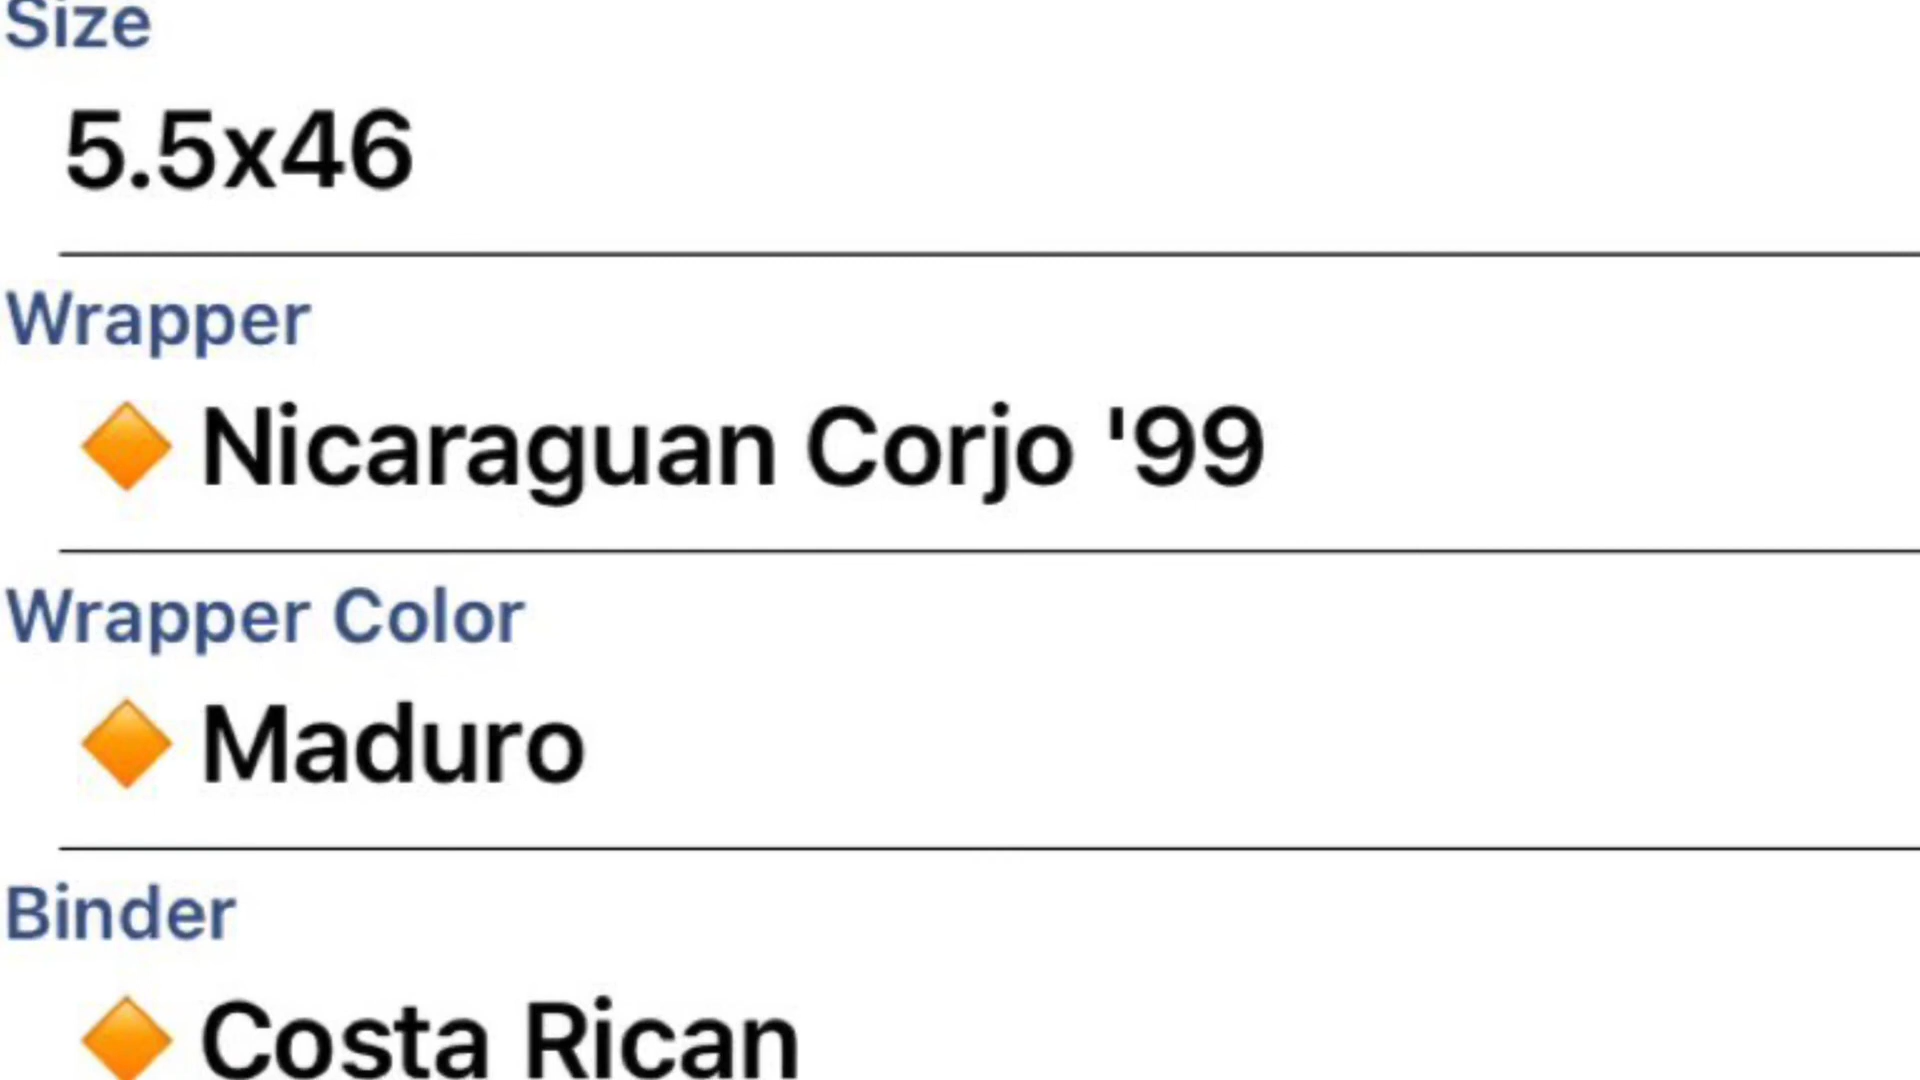 Size
5.5x46
Wrapper
🔶 Nicaraguan Corjo '99
Wrapper Color
🔶 Maduro
Binder
🔶 Costa Rican